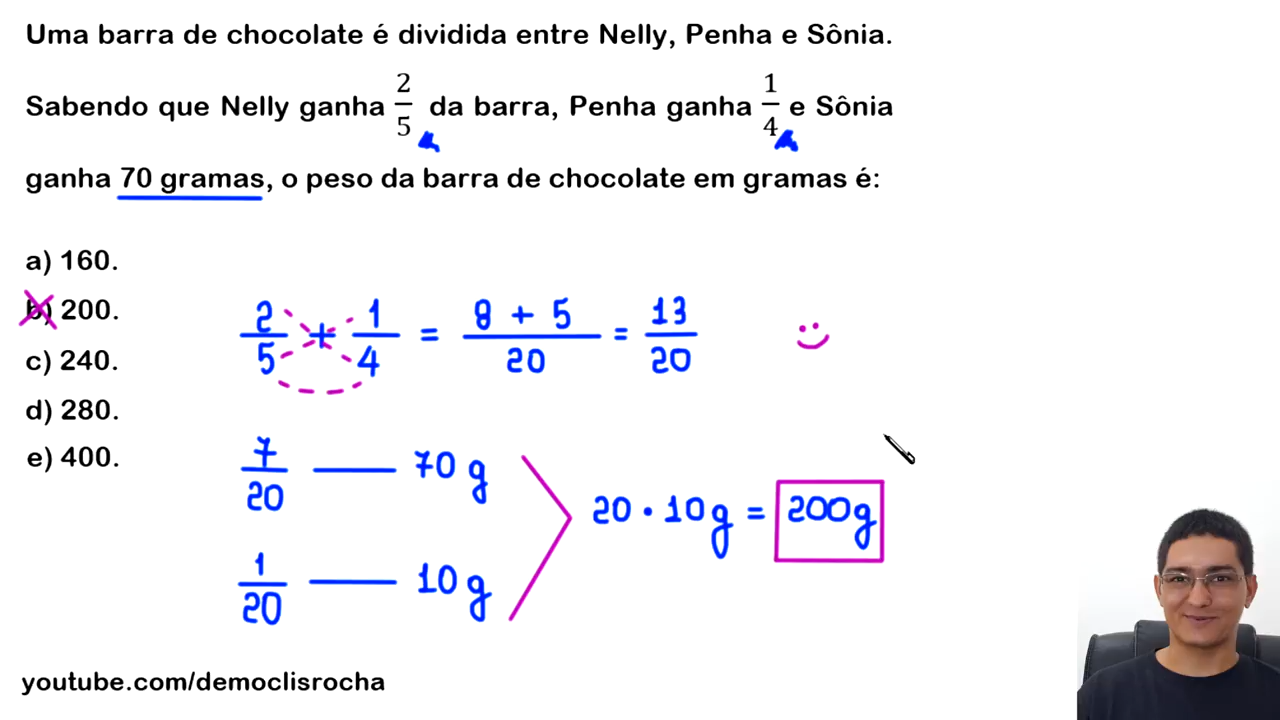 Uma barra de chocolate é dividida entre Nelly, Penha e Sônia.
Sabendo que Nelly ganha 2/5 da barra, Penha ganha 1/4 e Sônia
ganha 70 gramas, o peso da barra de chocolate em gramas é:
a) 160.
b) 200.
c) 240.
d) 280.
e) 400.
2/5 + 1/4 = 8 + 5/20 = 13/20
7/20 — 70 g
1/20 — 10 g
20 · 10g = 200g
youtube.com/democlisrocha